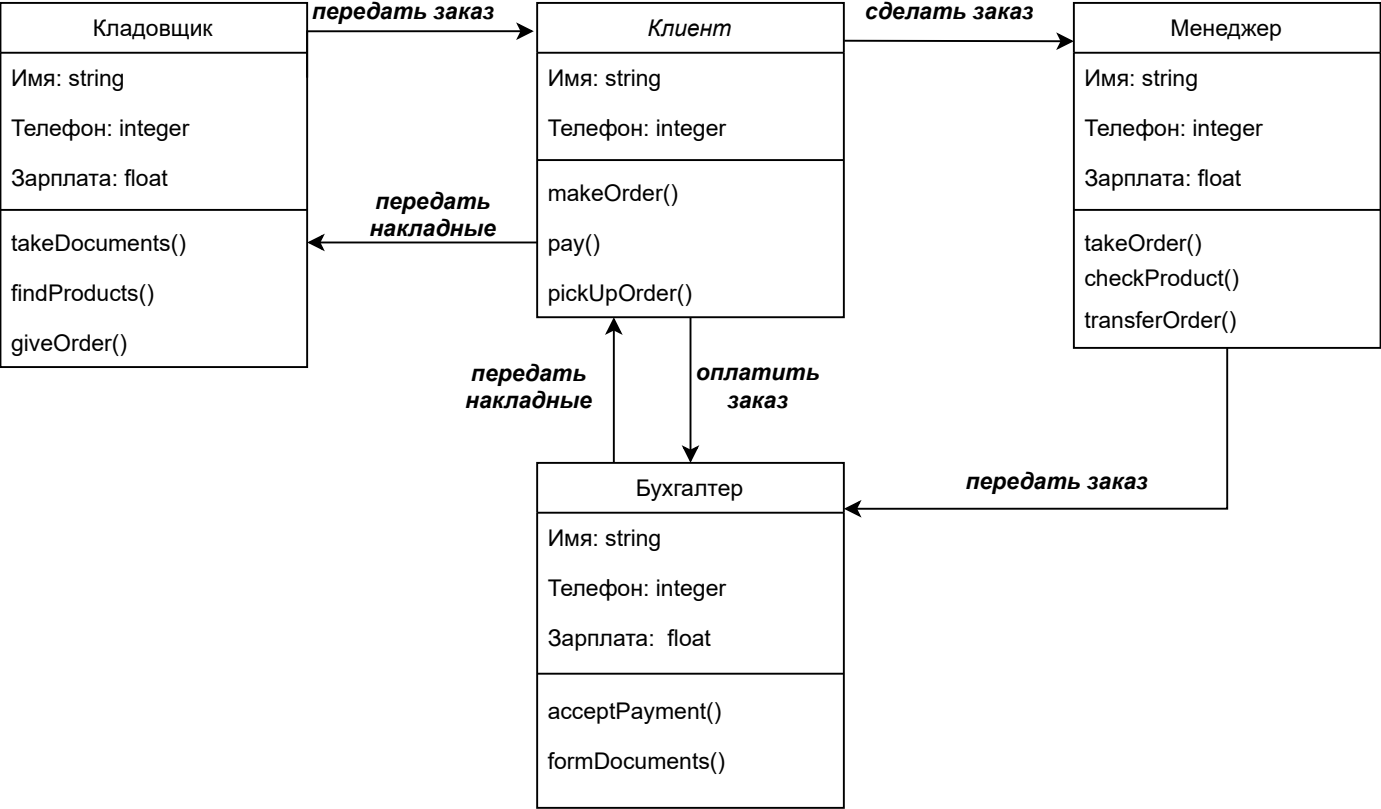 Кладовщик
Имя: string
Телефон: integer
Зарплата: float
takeDocuments()
findProducts()
giveOrder()
передать заказ
передать
накладные
Клиент
Имя: string
Телефон: integer
makeOrder()
pay()
pickUpOrder()
сделать заказ
Менеджер
Имя: string
Телефон: integer
Зарплата: float
takeOrder()
checkProduct()
transferOrder()
передать
накладные
оплатить
заказ
передать заказ
Бухгалтер
Имя: string
Телефон: integer
Зарплата:  float
acceptPayment()
formDocuments()